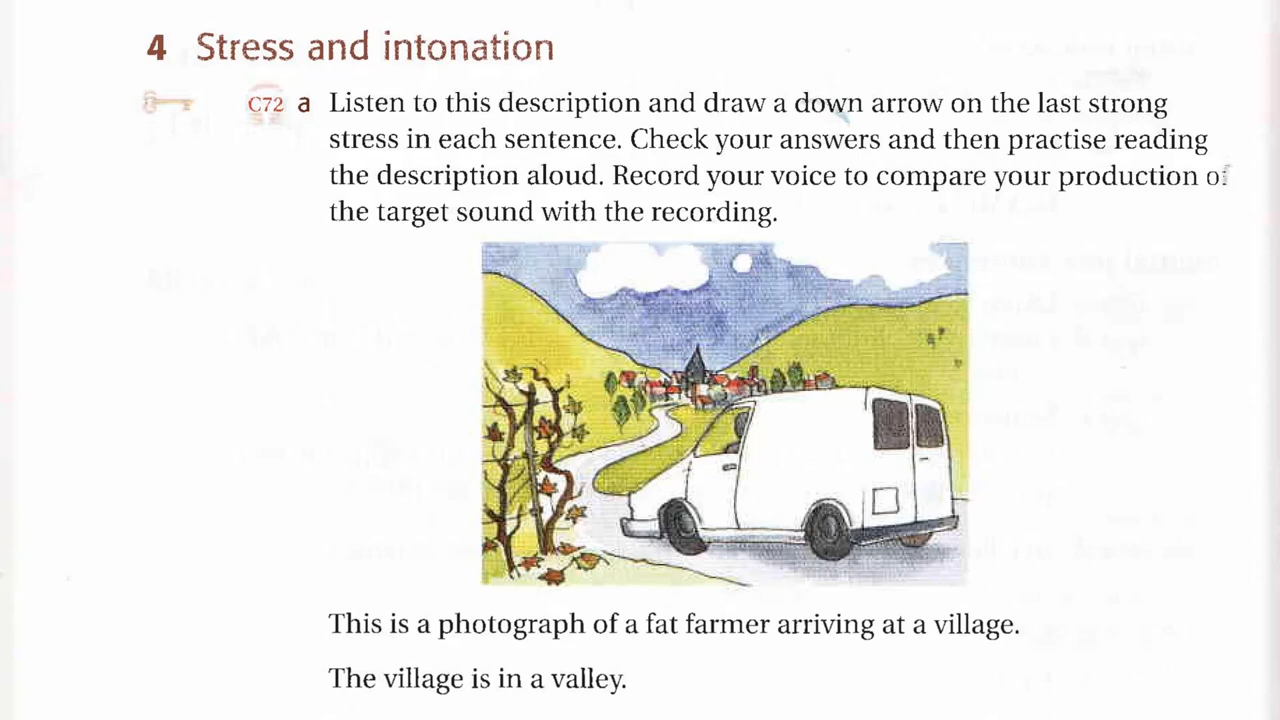 4 Stress and intonation
C72 a Listen to this description and draw a down arrow on the last strong
stress in each sentence. Check your answers and then practise reading
the description aloud. Record your voice to compare your production of
the target sound with the recording.
This is a photograph of a fat farmer arriving at a village.
The village is in a valley.